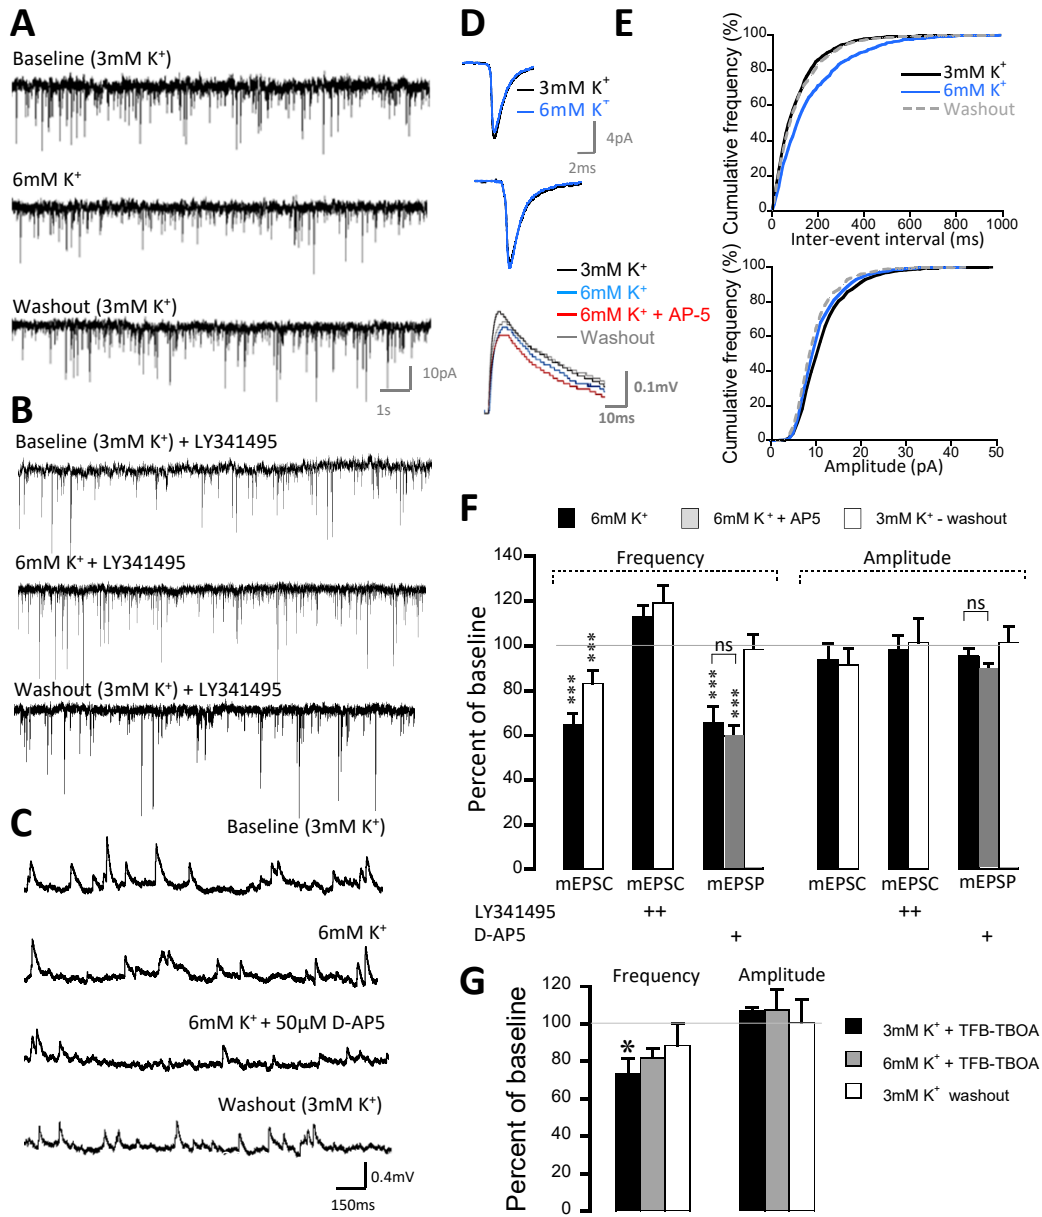 A
Baseline (3mM K⁺)
6mM K⁺
Washout (3mM K⁺)
10pA
1s
B
Baseline (3mM K⁺) + LY341495
6mM K⁺ + LY341495
Washout (3mM K⁺) + LY341495
C
Baseline (3mM K⁺)
6mM K⁺
6mM K⁺ + 50µM D-AP5
Washout (3mM K⁺)
0.4mV
150ms
D
3mM K⁺
6mM K⁺
4pA
2ms
3mM K⁺
6mM K⁺
6mM K⁺ + AP-5
Washout
0.1mV
10ms
E
Cumulative frequency (%)
100
80
60
40
20
0
3mM K⁺
6mM K⁺
Washout
0 200 400 600 800 1000
Inter-event interval (ms)
Cumulative frequency (%)
100
80
60
40
20
0
0 10 20 30 40 50
Amplitude (pA)
F
6mM K⁺ 6mM K⁺ + AP5 3mM K⁺ - washout
Percent of baseline
140
120
100
80
60
40
20
0
Frequency Amplitude
*** *** ns *** *** ns
mEPSC mEPSC mEPSP mEPSC mEPSC mEPSP
LY341495 ++ ++
D-AP5 + +
G
Percent of baseline
120
100
80
60
40
20
0
Frequency Amplitude
*
3mM K⁺ + TFB-TBOA
6mM K⁺ + TFB-TBOA
3mM K⁺ washout